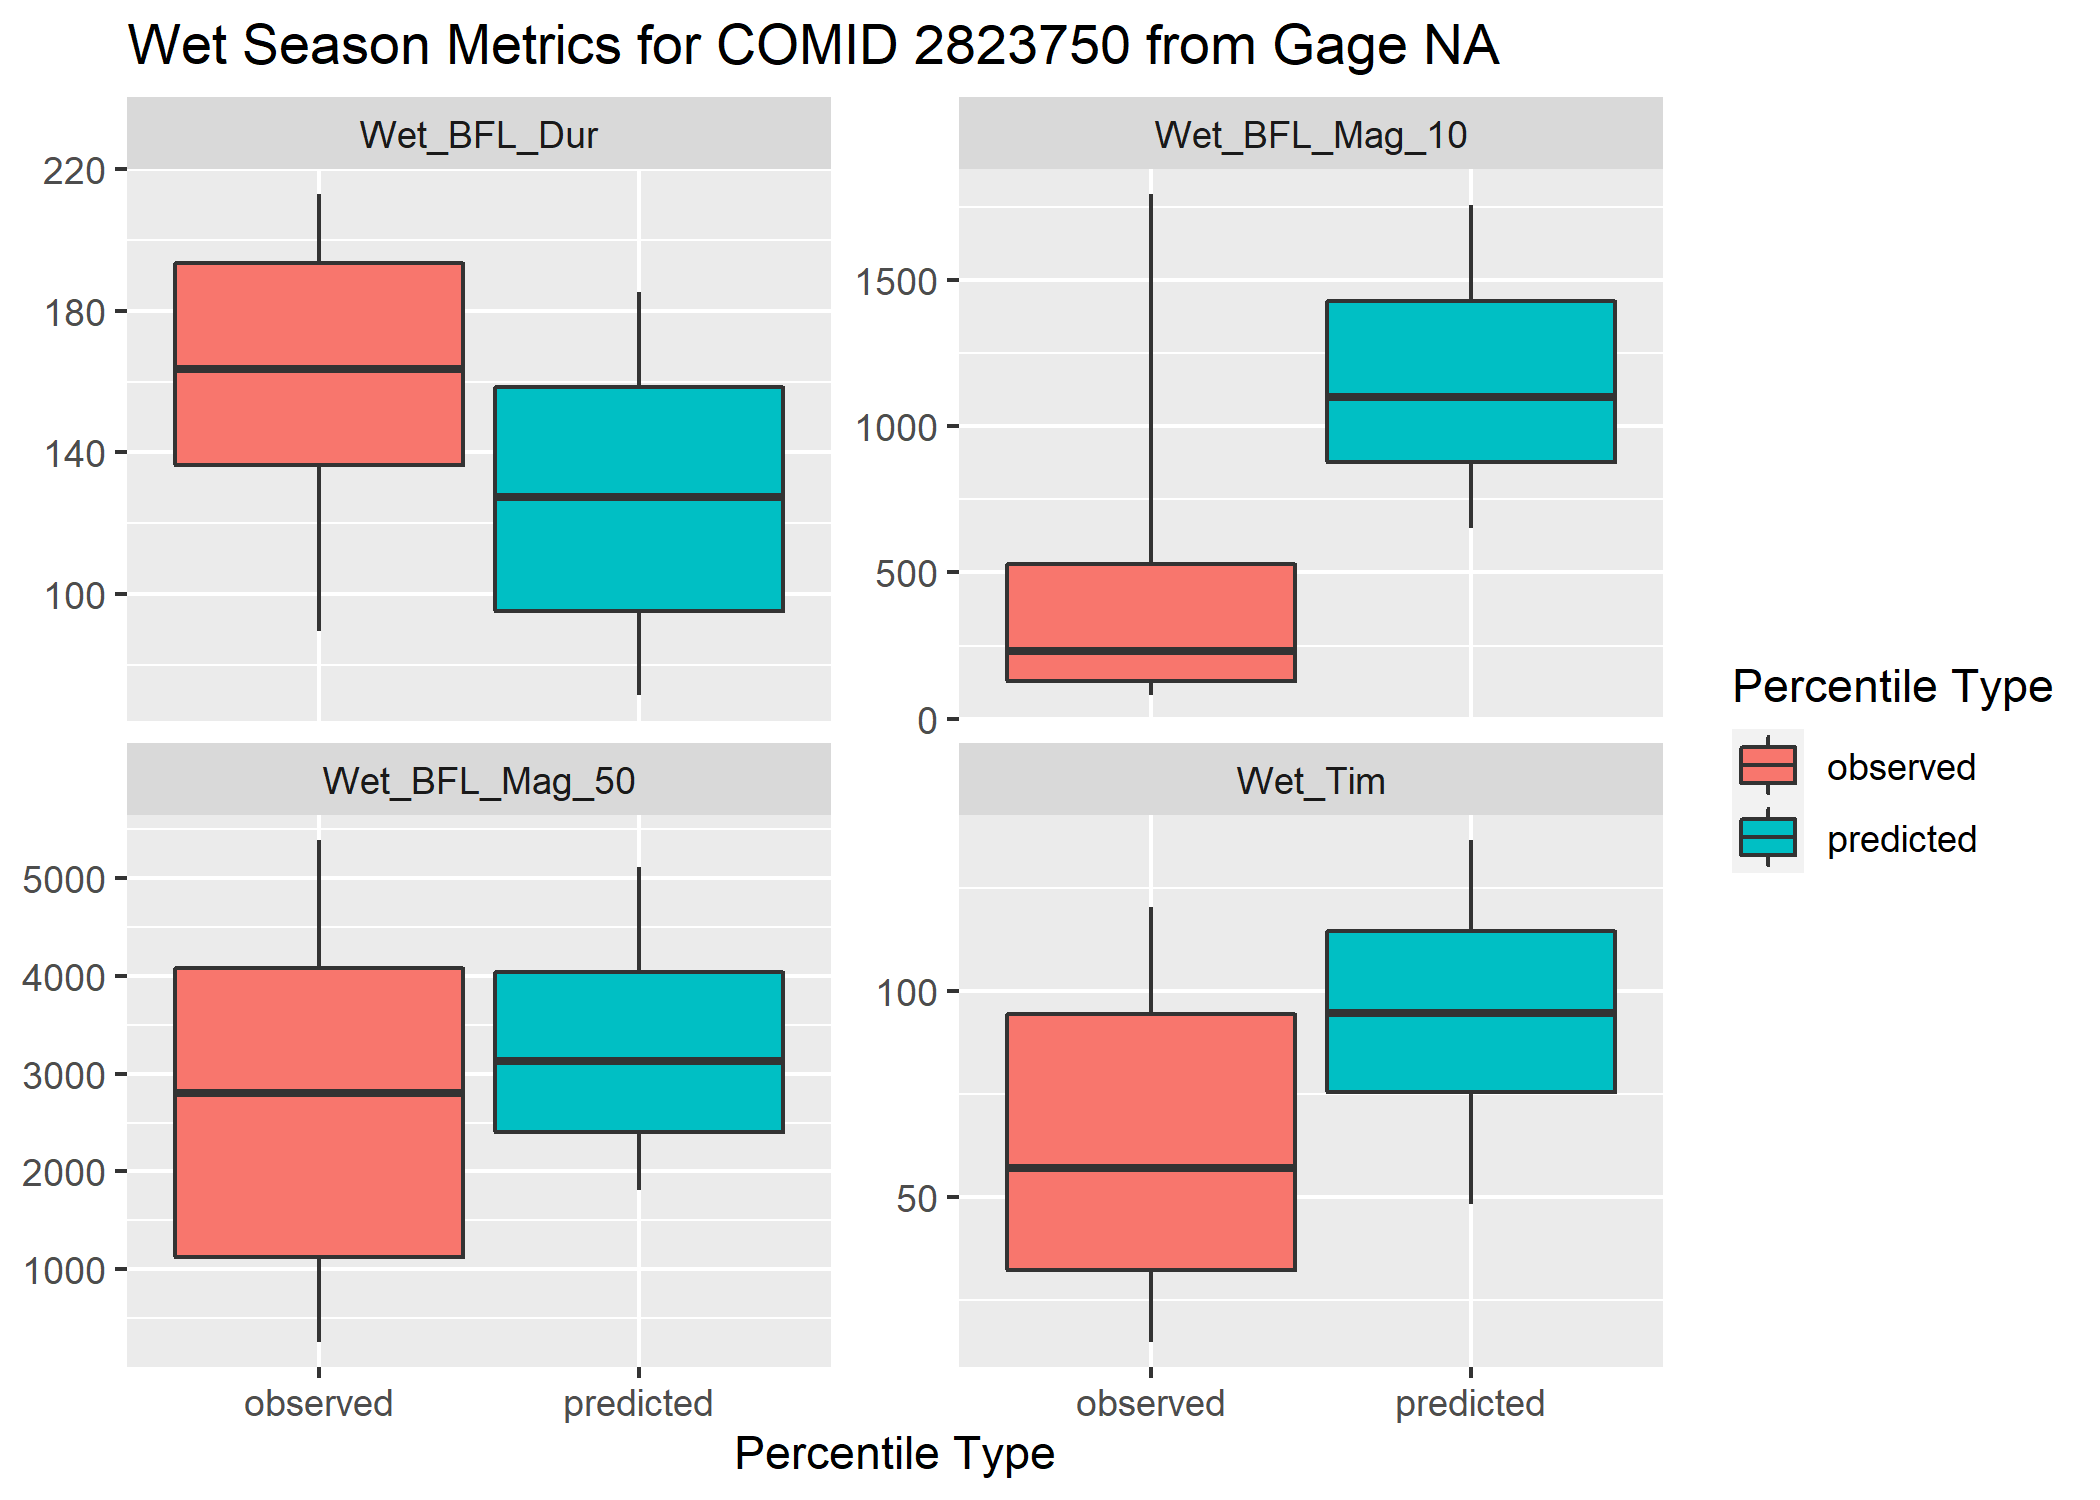 Wet Season Metrics for COMID 2823750 from Gage NA
Wet_BFL_Dur
220
180
140
100
Wet_BFL_Mag_10
1500
1000
500
0
Wet_BFL_Mag_50
5000
4000
3000
2000
1000
observed
predicted
Wet_Tim
100
50
observed
predicted
Percentile Type
Percentile Type
observed
predicted